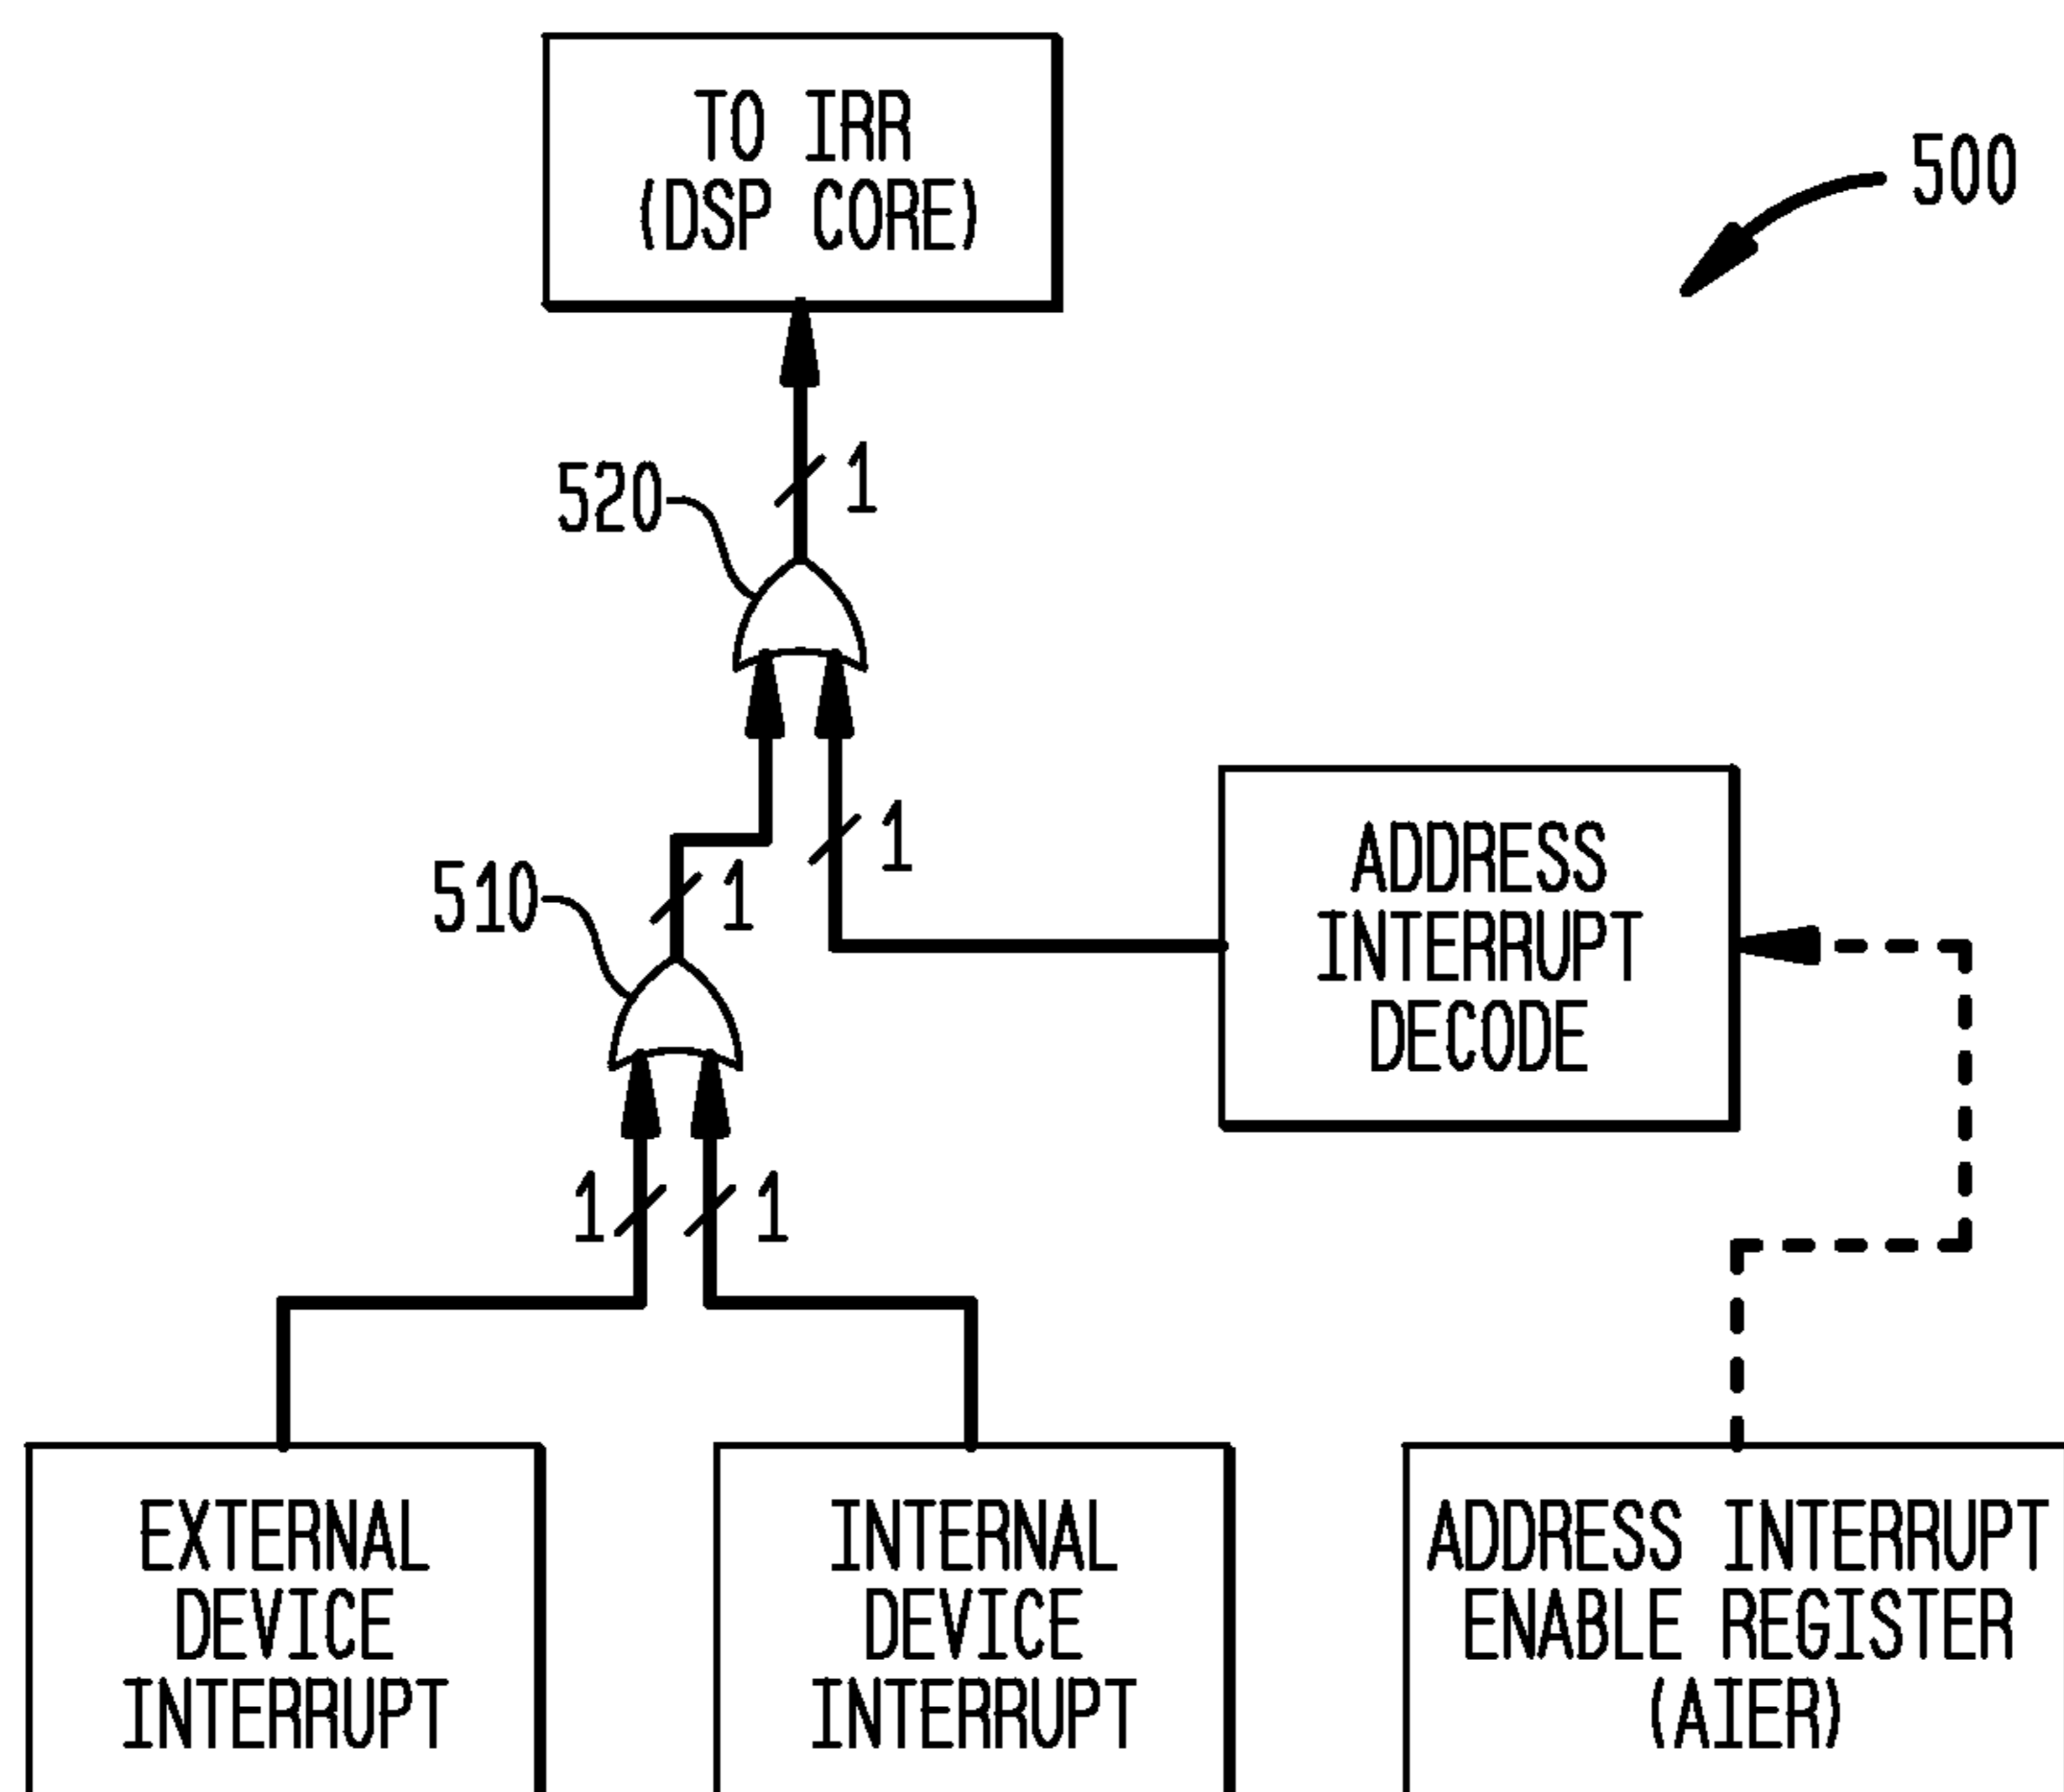 TO IRR
(DSP CORE)
500
520
1
1
1
510
ADDRESS
INTERRUPT
DECODE
1
1
EXTERNAL
DEVICE
INTERRUPT
INTERNAL
DEVICE
INTERRUPT
ADDRESS INTERRUPT
ENABLE REGISTER
(AIER)